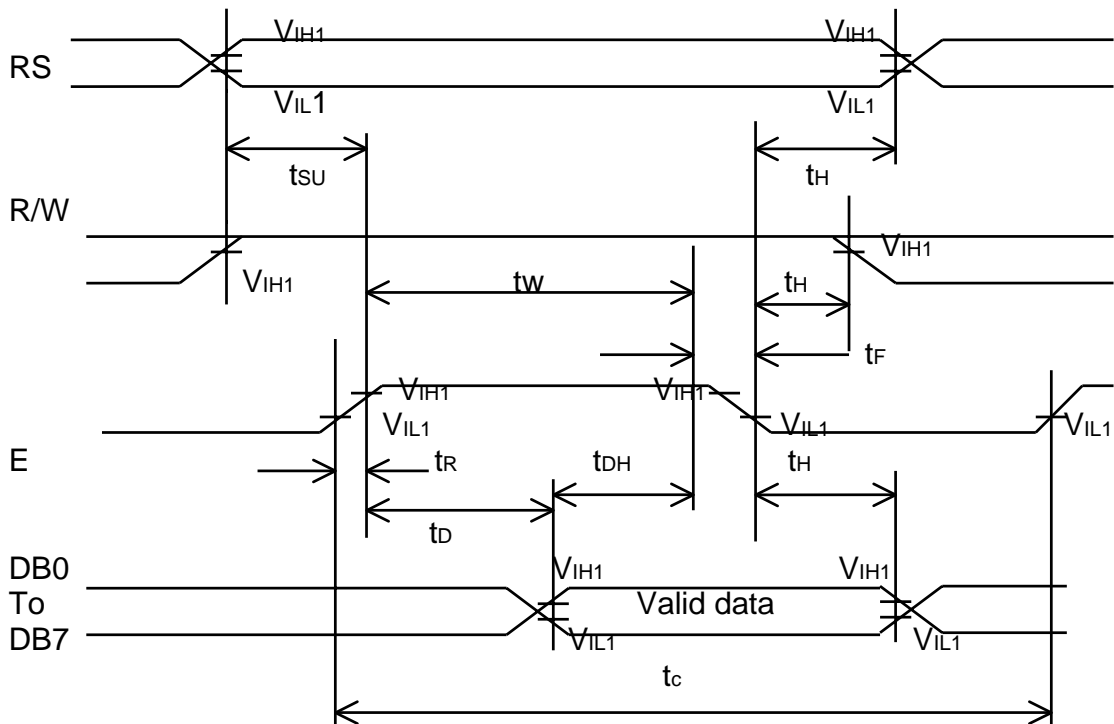 VIH1 VIH1
RS
VIL1 VIL1
tSU tH
R/W
VIH1
VIH1 tw tH
tF
VIH1 VIH1
VIL1 VIL1 VIL1
E tR tDH tH
tD
DB0 VIH1 VIH1
To Valid data
DB7 VIL1 VIL1
tc